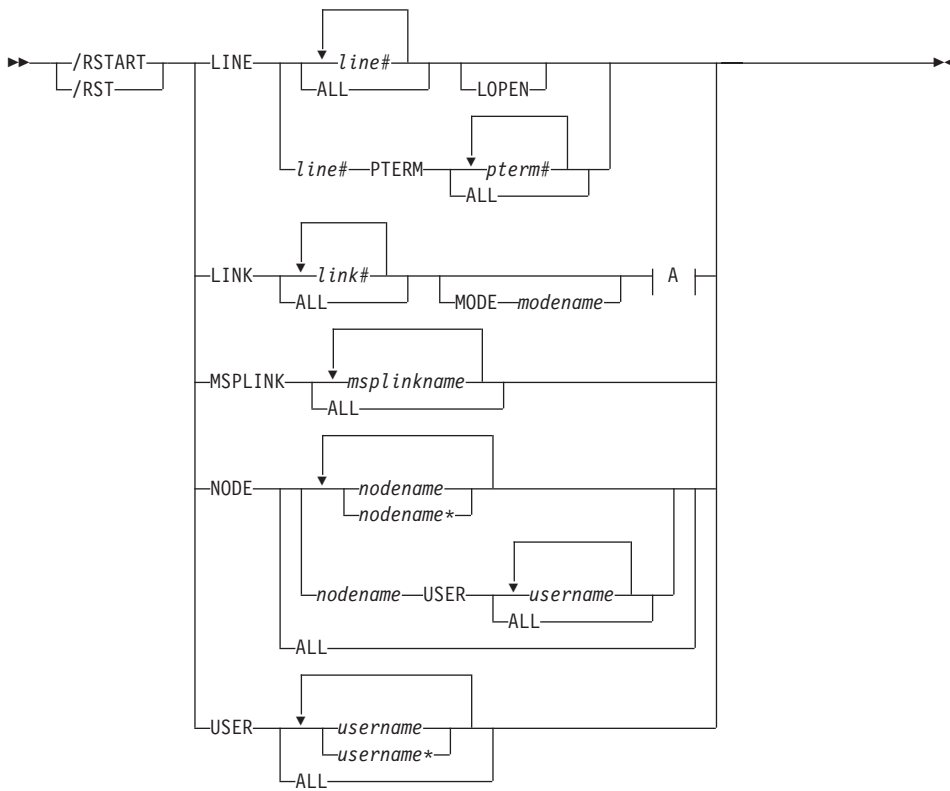 /RSTART LINE line#
/RST ALL LOPEN
line# PTERM pterm#
ALL
LINK link# A
ALL MODE modename
MSPLINK msplinkname
ALL
NODE nodename
nodename*
nodename USER username
ALL
ALL
USER username
username*
ALL